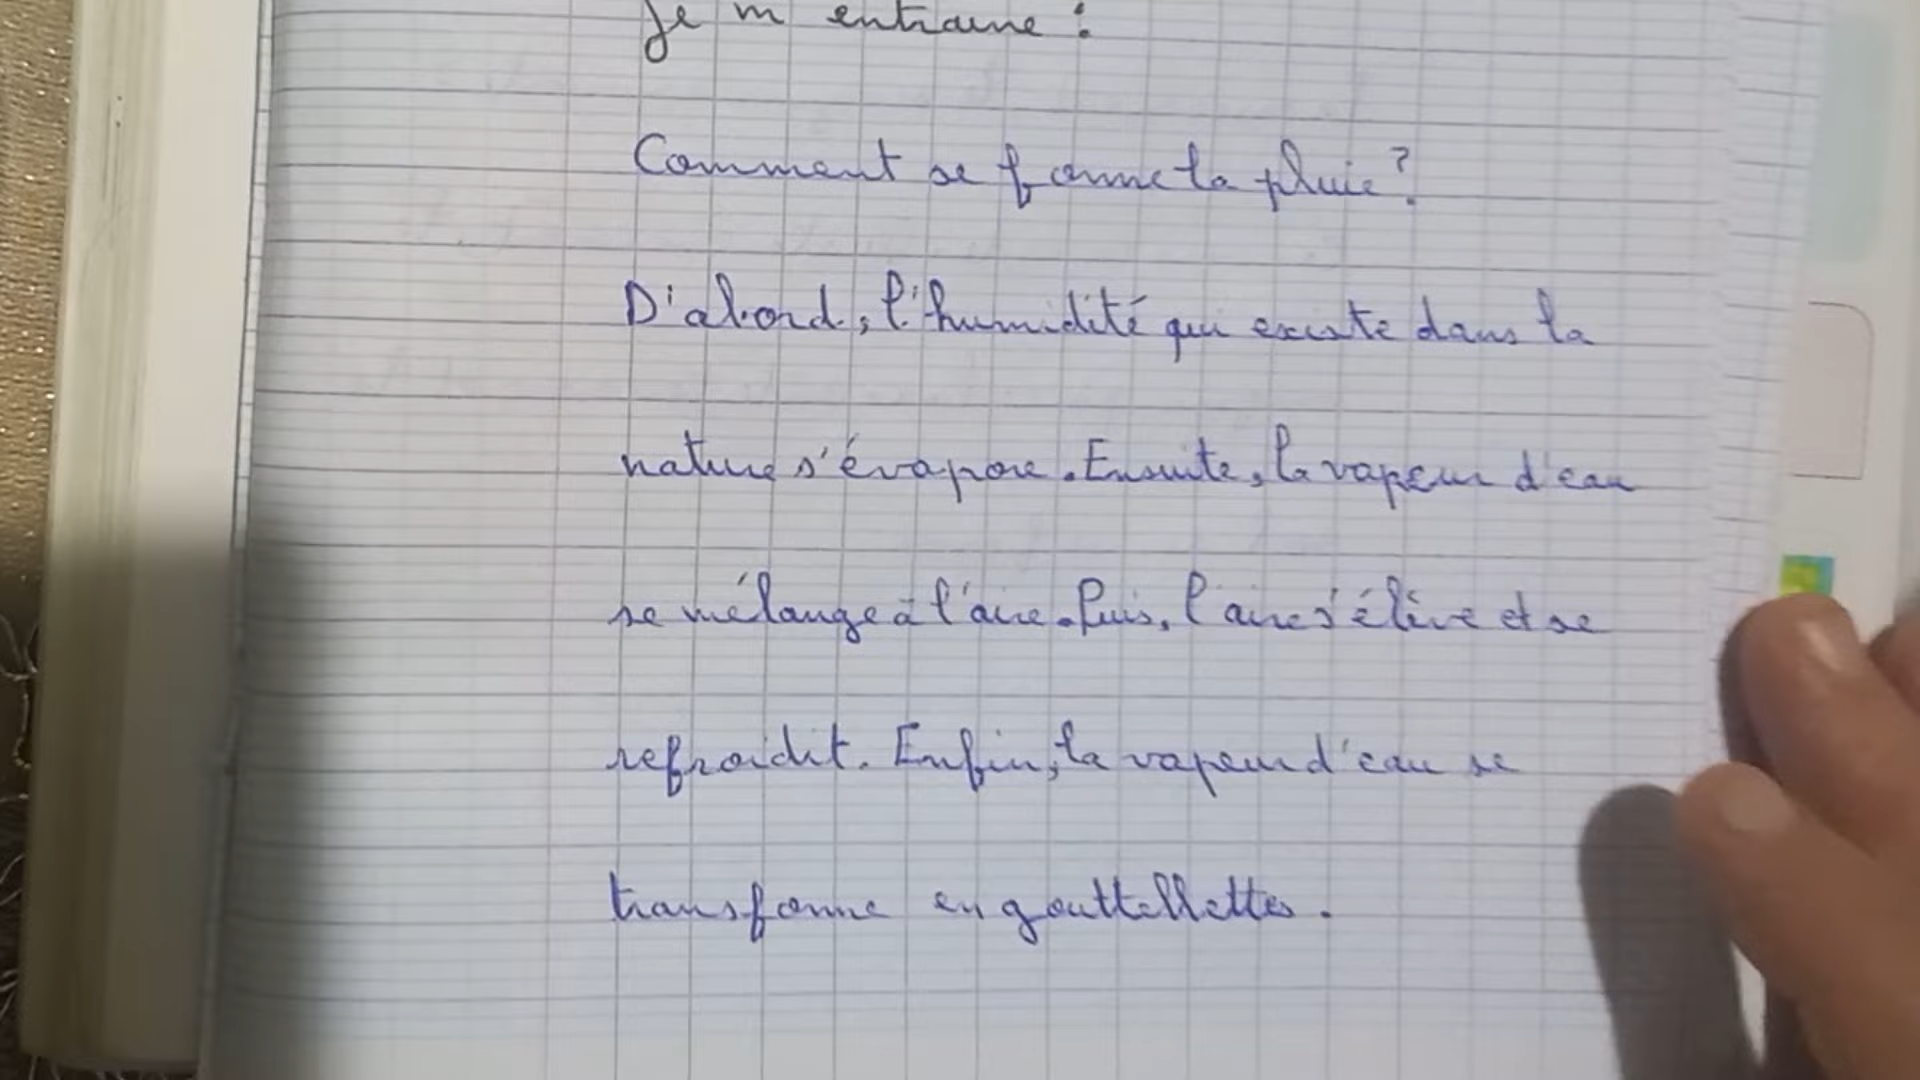 Je m'entraine :
Comment se forme la pluie ?
D'abord, l'humidité qui existe dans la
nature s'évapore. Ensuite, la vapeur d'eau
se mélange à l'aire. Puis, l'aire s'élève et se
refroidit. Enfin, la vapeur d'eau se
transforme en gouttellettes.